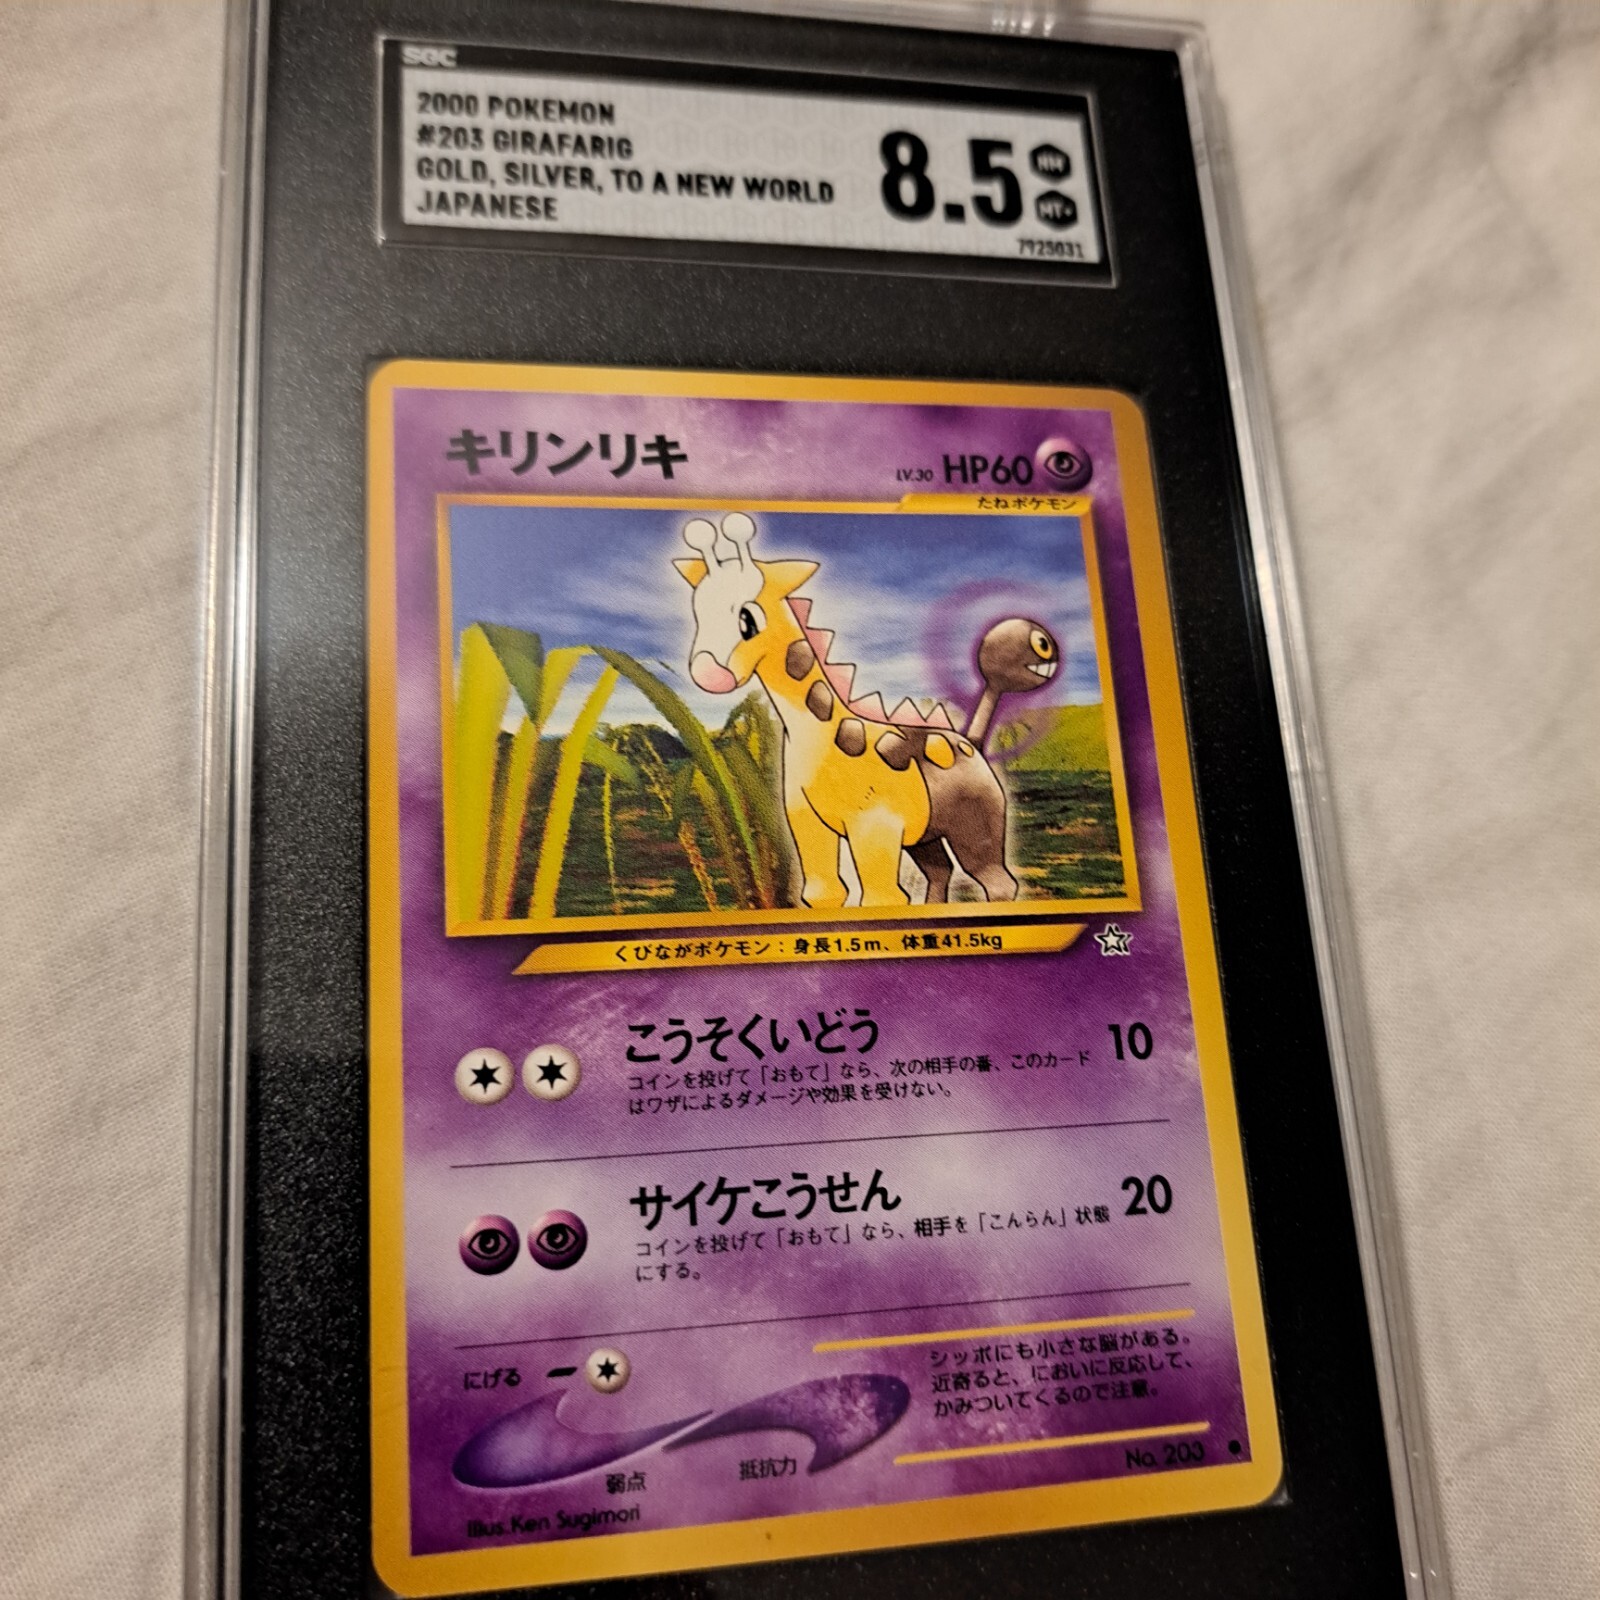 SGC
2000 POKEMON
#203 GIRAFARIG
GOLD, SILVER, TO A NEW WORLD
JAPANESE
8.5
NM
MT+
7925031
キリンリキ
LV.30 HP60
たねポケモン
くびながポケモン：身長1.5m、体重41.5kg
こうそくいどう 10
コインを投げて「おもて」なら、次の相手の番、このカード
はワザによるダメージや効果を受けない。
サイケこうせん 20
コインを投げて「おもて」なら、相手を「こんらん」状態
にする。
にげる
シッポにも小さな脳がある。
近寄ると、においに反応して、
かみついてくるので注意。
弱点
抵抗力
No. 203
Illus. Ken Sugimori